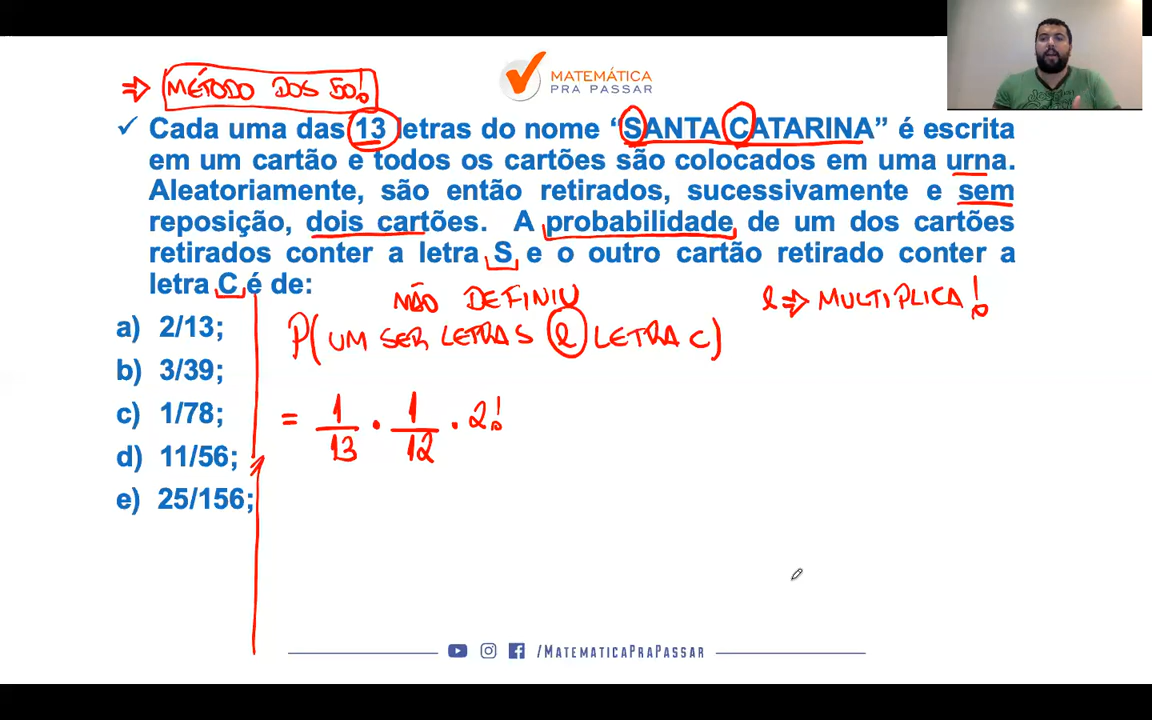 ⇒ MÉTODO DOS 50!
MATEMÁTICA
PRA PASSAR
✓ Cada uma das 13 letras do nome “SANTA CATARINA” é escrita
em um cartão e todos os cartões são colocados em uma urna.
Aleatoriamente, são então retirados, sucessivamente e sem
reposição, dois cartões. A probabilidade de um dos cartões
retirados conter a letra S e o outro cartão retirado conter a
letra C é de:
NÃO DEFINIU
e ⇒ MULTIPLICA!
P(UM SER LETRA S e LETRA C)
a) 2/13;
b) 3/39;
c) 1/78;
d) 11/56;
e) 25/156;
= 1/13 · 1/12 · 2!
/MATEMATICAPRAPASSAR